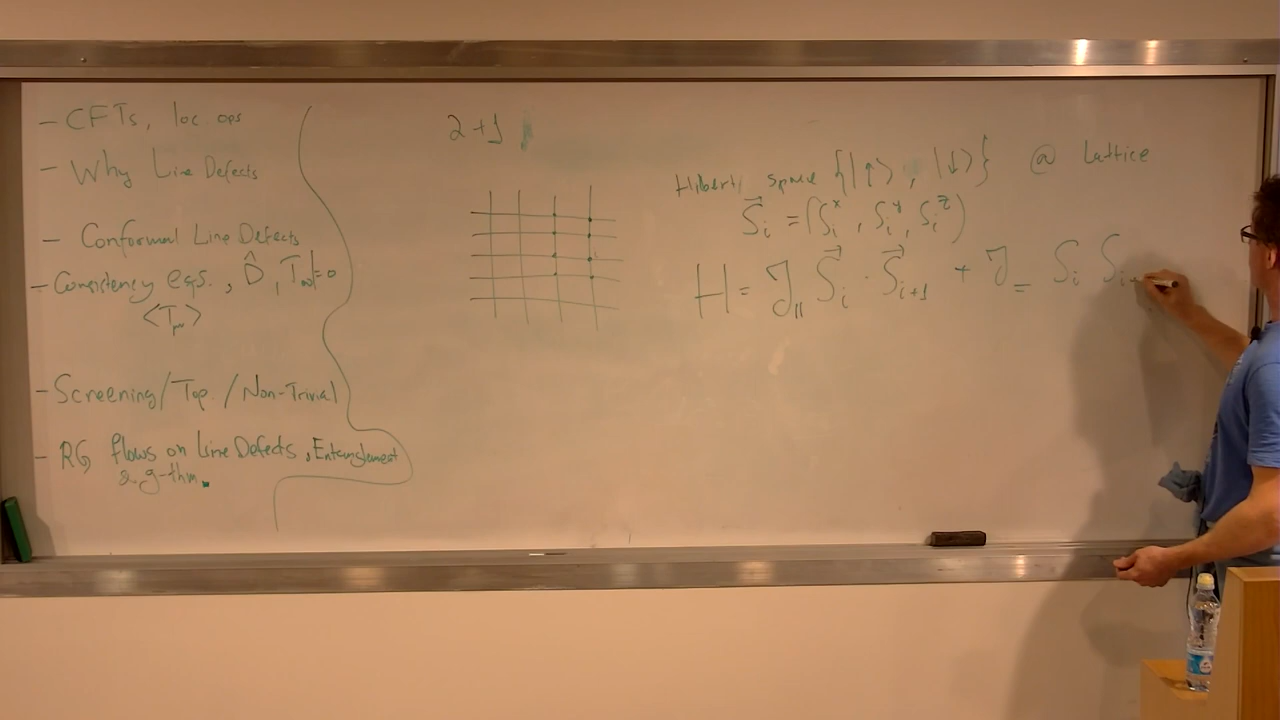 - CFTs, loc. ops
- Why Line Defects
- Conformal Line Defects
- Consistency eqs., D̂, T_{μν}|=0
<T_{μν}>
- Screening/Top. / Non-Trivial
- RG flows on Line Defects, Entanglement
& g-thm.
2+1
Hilbert space {|↑⟩, |↓⟩} @ Lattice
S⃗_i = (S_i^x, S_i^y, S_i^z)
H = J_{||} S⃗_i · S⃗_{i+1} + J_= S_i S_{i+